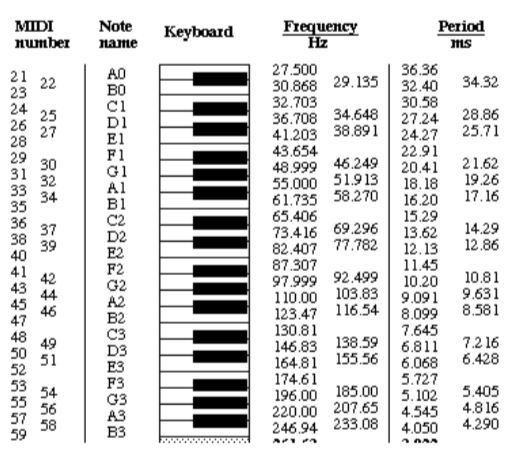 MIDI number Note name Keyboard Frequency Hz Period ms
21 A0 27.500 36.36
22 29.135 34.32
23 B0 30.868 32.40
24 C1 32.703 30.58
25 34.648 28.86
26 D1 36.708 27.24
27 38.891 25.71
28 E1 41.203 24.27
29 F1 43.654 22.91
30 46.249 21.62
31 G1 48.999 20.41
32 51.913 19.26
33 A1 55.000 18.18
34 58.270 17.16
35 B1 61.735 16.20
36 C2 65.406 15.29
37 69.296 14.29
38 D2 73.416 13.62
39 77.782 12.86
40 E2 82.407 12.13
41 F2 87.307 11.45
42 92.499 10.81
43 G2 97.999 10.20
44 103.83 9.631
45 A2 110.00 9.091
46 116.54 8.581
47 B2 123.47 8.099
48 C3 130.81 7.645
49 138.59 7.216
50 D3 146.83 6.811
51 155.56 6.428
52 E3 164.81 6.068
53 F3 174.61 5.727
54 185.00 5.405
55 G3 196.00 5.102
56 207.65 4.816
57 A3 220.00 4.545
58 233.08 4.290
59 B3 246.94 4.050